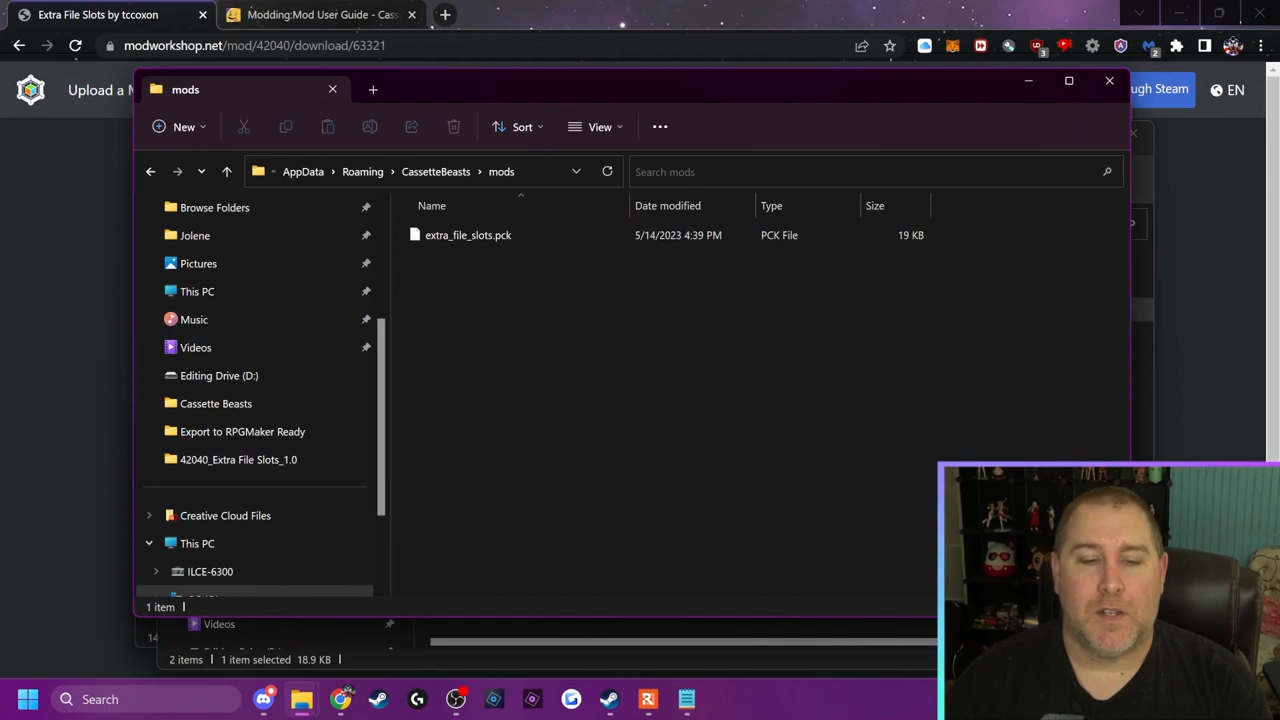 Extra File Slots by tccoxon
Modding:Mod User Guide - Cass
modworkshop.net/mod/42040/download/63321
3
2
Upload a M
ugh Steam
EN
mods
New
Sort
View
AppData
Roaming
CassetteBeasts
mods
Search mods
Name
Date modified
Type
Size
extra_file_slots.pck
5/14/2023 4:39 PM
PCK File
19 KB
Browse Folders
Jolene
Pictures
This PC
Music
Videos
Editing Drive (D:)
Cassette Beasts
Export to RPGMaker Ready
42040_Extra File Slots_1.0
Creative Cloud Files
This PC
ILCE-6300
1 item
Videos
14
2 items
1 item selected 18.9 KB
Search